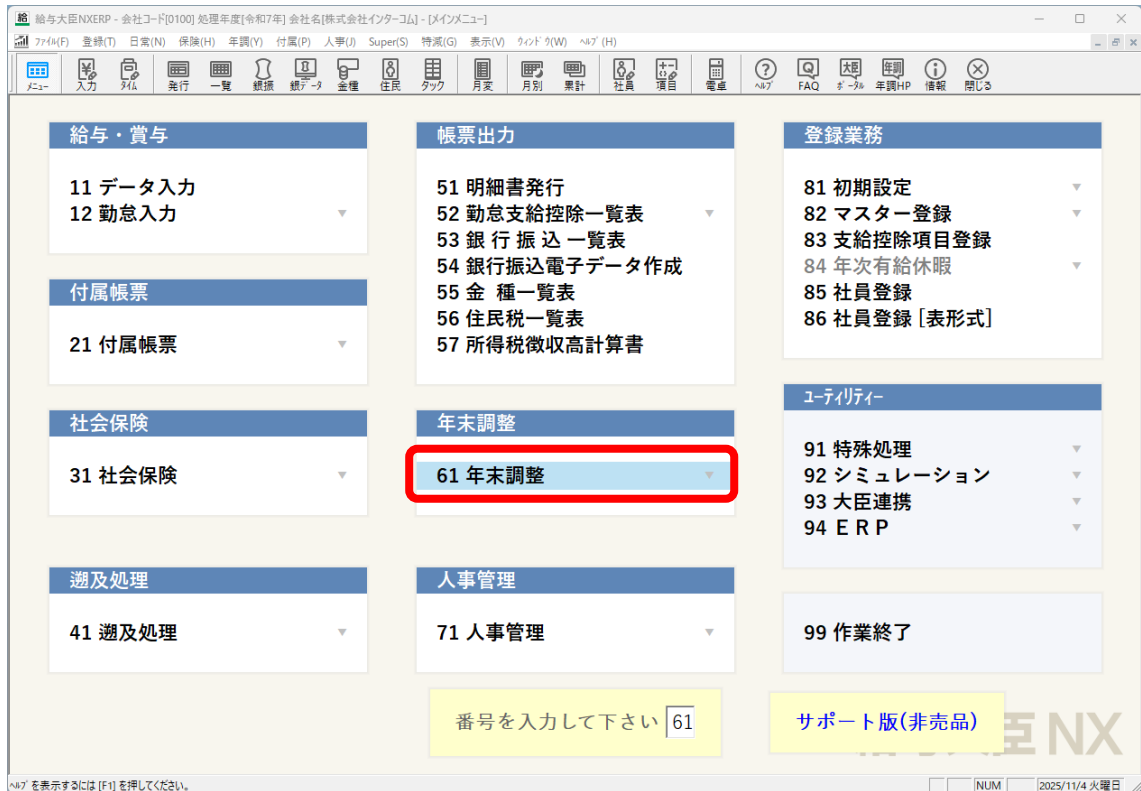 給与大臣NXERP - 会社コード[0100] 処理年度[令和7年] 会社名[株式会社インターコム] - [メインメニュー]
ﾌｧｲﾙ(F) 登録(T) 日常(N) 保険(H) 年調(Y) 付属(P) 人事(J) Super(S) 特減(G) 表示(V) ｳｨﾝﾄﾞｳ(W) ﾍﾙﾌﾟ(H)
ﾒﾆｭｰ 入力 ﾀｲﾑ 発行 一覧 銀振 銀ﾃﾞｰﾀ 金種 住民 タック 月変 月別 累計 社員 項目 電卓 ﾍﾙﾌﾟ FAQ ﾎﾟｰﾀﾙ 年調HP 情報 閉じる
給与・賞与
11 データ入力
12 勤怠入力
付属帳票
21 付属帳票
社会保険
31 社会保険
遡及処理
41 遡及処理
帳票出力
51 明細書発行
52 勤怠支給控除一覧表
53 銀 行 振 込 一覧表
54 銀行振込電子データ作成
55 金 種一覧表
56 住民税一覧表
57 所得税徴収高計算書
年末調整
61 年末調整
人事管理
71 人事管理
登録業務
81 初期設定
82 マスター登録
83 支給控除項目登録
84 年次有給休暇
85 社員登録
86 社員登録 [表形式]
ﾕｰﾃｨﾘﾃｨｰ
91 特殊処理
92 シミュレーション
93 大臣連携
94 ＥＲＰ
99 作業終了
番号を入力して下さい 61
サポート版(非売品)
臣 NX
ﾍﾙﾌﾟを表示するには [F1] を押してください。
NUM
2025/11/4 火曜日